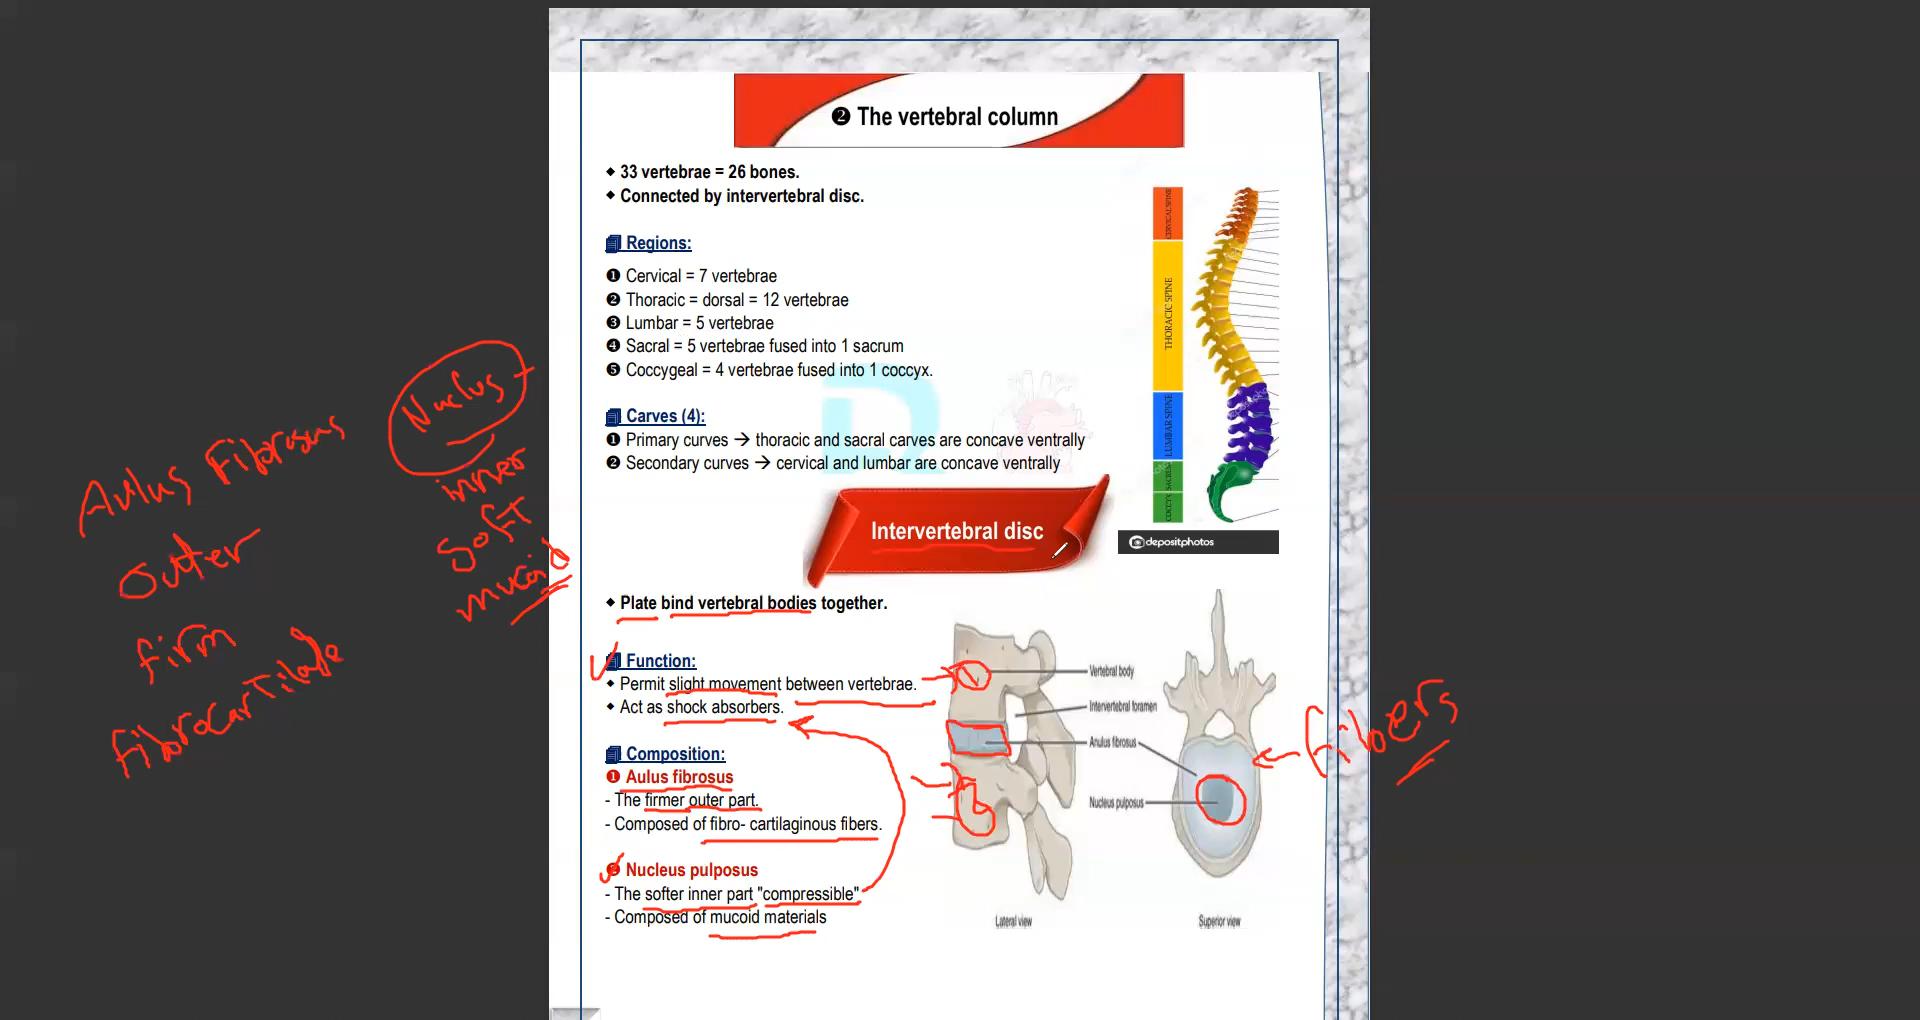 ❷ The vertebral column
◆ 33 vertebrae = 26 bones.
◆ Connected by intervertebral disc.
Regions:
❶ Cervical = 7 vertebrae
❷ Thoracic = dorsal = 12 vertebrae
❸ Lumbar = 5 vertebrae
❹ Sacral = 5 vertebrae fused into 1 sacrum
❺ Coccygeal = 4 vertebrae fused into 1 coccyx.
Carves (4):
❶ Primary curves → thoracic and sacral carves are concave ventrally
❷ Secondary curves → cervical and lumbar are concave ventrally
CERVICAL SPINE
THORACIC SPINE
LUMBAR SPINE
depositphotos
Intervertebral disc
◆ Plate bind vertebral bodies together.
Function:
◆ Permit slight movement between vertebrae.
◆ Act as shock absorbers.
Composition:
❶ Aulus fibrosus
- The firmer outer part.
- Composed of fibro- cartilaginous fibers.
❷ Nucleus pulposus
- The softer inner part "compressible"
- Composed of mucoid materials
Vertebral body
Intervertebral foramen
Anulus fibrosus
Nucleus pulposus
Lateral view
Superior view
Aulus Fibrosus
outer
firm
fibrocartilage
Nuclus
inner
soft
mucoid
fibers